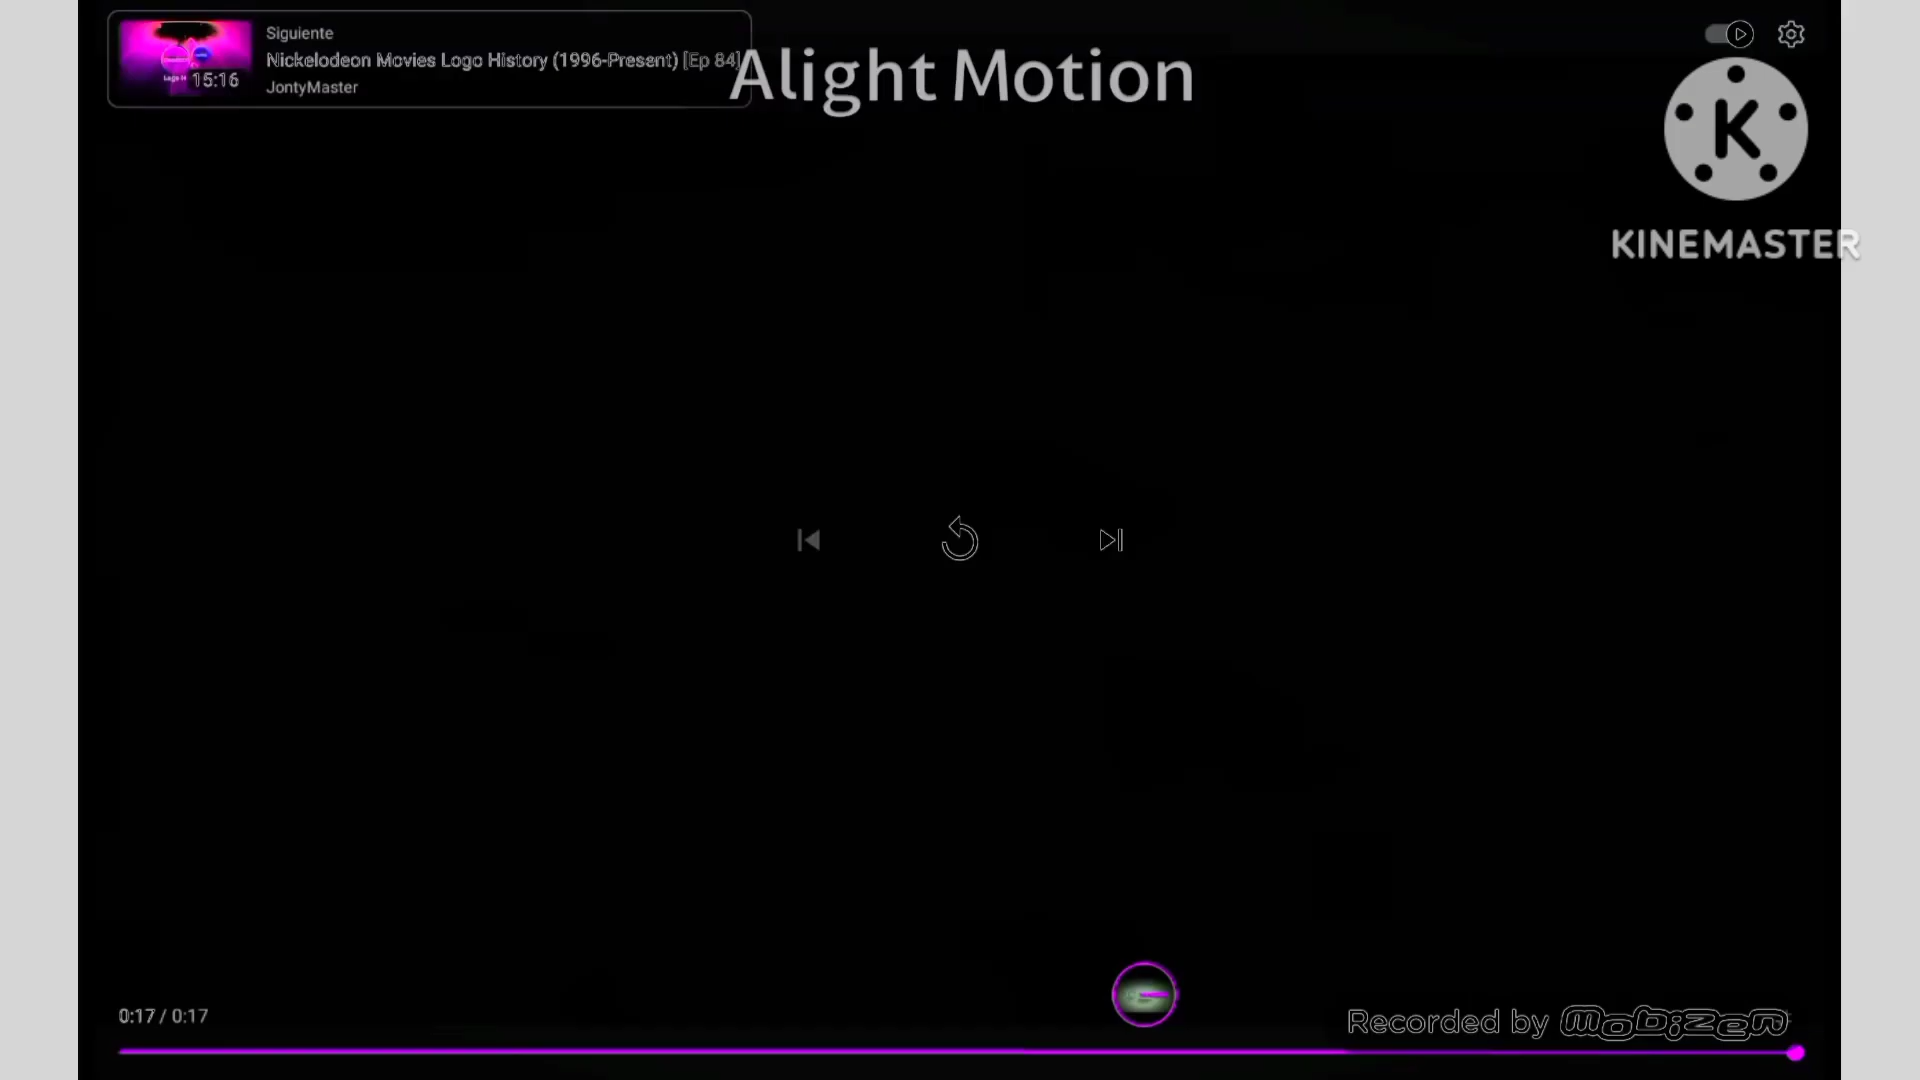 Siguiente
Nickelodeon Movies Logo History (1996-Present) [Ep 84]
JontyMaster
15:16
Alight Motion
K
KINEMASTER
0:17 / 0:17
Recorded by mobizen